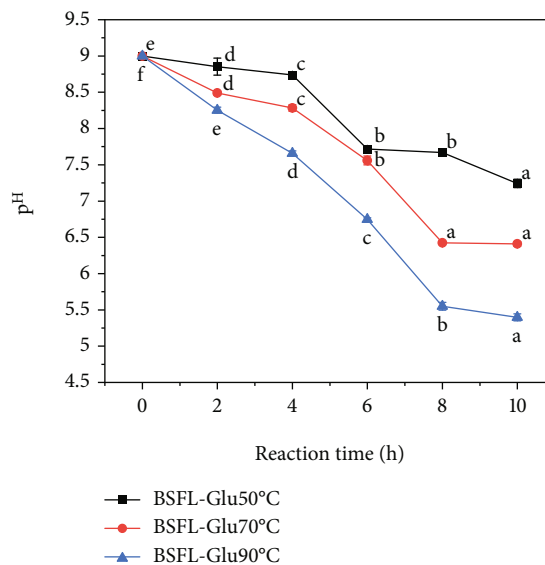 9.5
9
8.5
8
7.5
7
6.5
6
5.5
5
4.5
p^H
e
f
d
d
e
c
c
d
b
b
c
b
a
b
a
a
a
0 2 4 6 8 10
Reaction time (h)
BSFL-Glu50°C
BSFL-Glu70°C
BSFL-Glu90°C